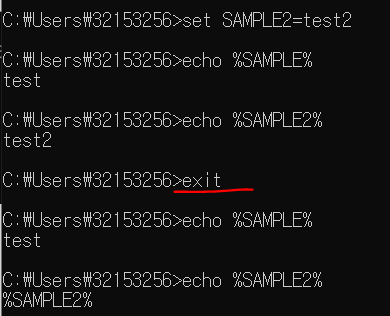 C:₩Users₩32153256>set SAMPLE2=test2
C:₩Users₩32153256>echo %SAMPLE%
test
C:₩Users₩32153256>echo %SAMPLE2%
test2
C:₩Users₩32153256>exit
C:₩Users₩32153256>echo %SAMPLE%
test
C:₩Users₩32153256>echo %SAMPLE2%
%SAMPLE2%